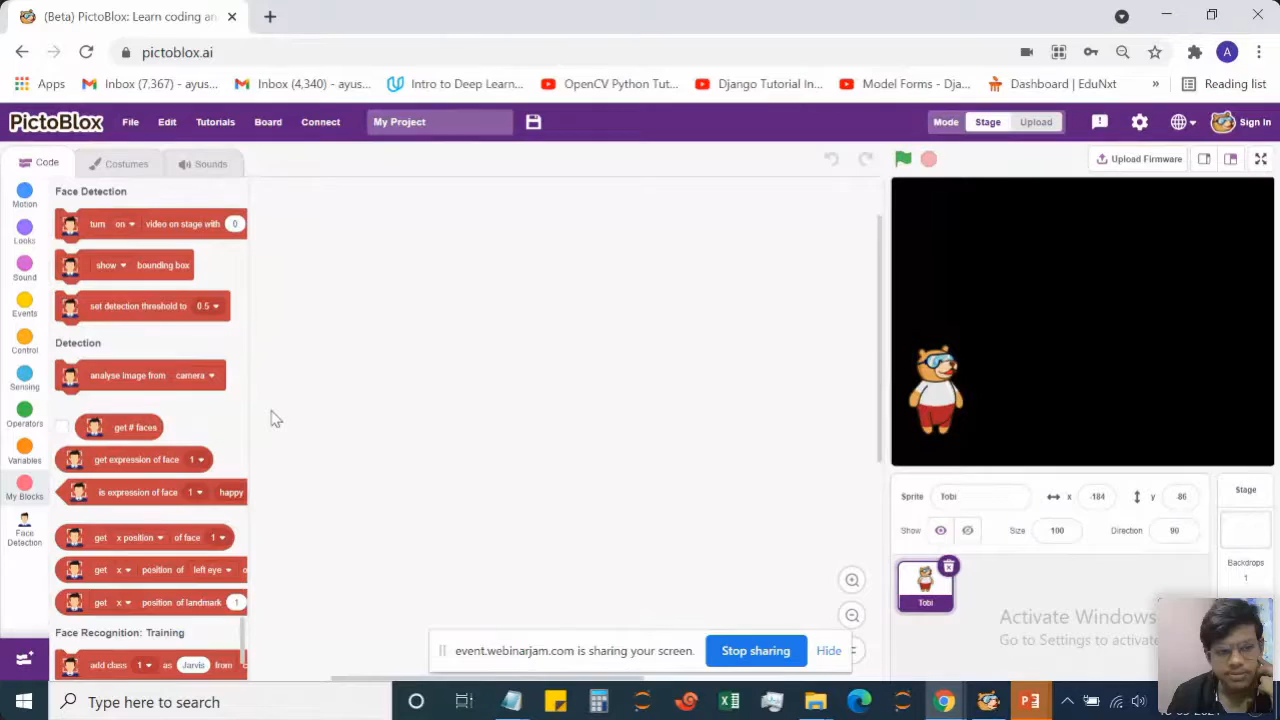 (Beta) PictoBlox: Learn coding an
pictoblox.ai
Apps
Inbox (7,367) - ayus...
Inbox (4,340) - ayus...
Intro to Deep Learn...
OpenCV Python Tut...
Django Tutorial In...
Model Forms - Dja...
Dashboard | EduNxt
»
Reading list
PictoBlox
File
Edit
Tutorials
Board
Connect
My Project
Mode
Stage
Upload
Sign In
Code
Costumes
Sounds
Upload Firmware
Motion
Looks
Sound
Events
Control
Sensing
Operators
Variables
My Blocks
Face Detection
Face Detection
turn on video on stage with 0
show bounding box
set detection threshold to 0.5
Detection
analyse image from camera
get # faces
get expression of face 1
is expression of face 1 happy
get x position of face 1
get x position of left eye o
get x position of landmark 1
Face Recognition: Training
add class 1 as Jarvis from c
Sprite Tobi x -184 y -86
Show Size 100 Direction 90
Tobi
Stage
Backdrops
1
Activate Windows
Go to Settings to activate
event.webinarjam.com is sharing your screen.
Stop sharing
Hide
Type here to search